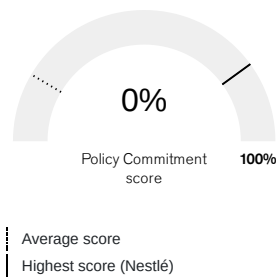 0%
Policy Commitment 100%
score
Average score
Highest score (Nestlé)